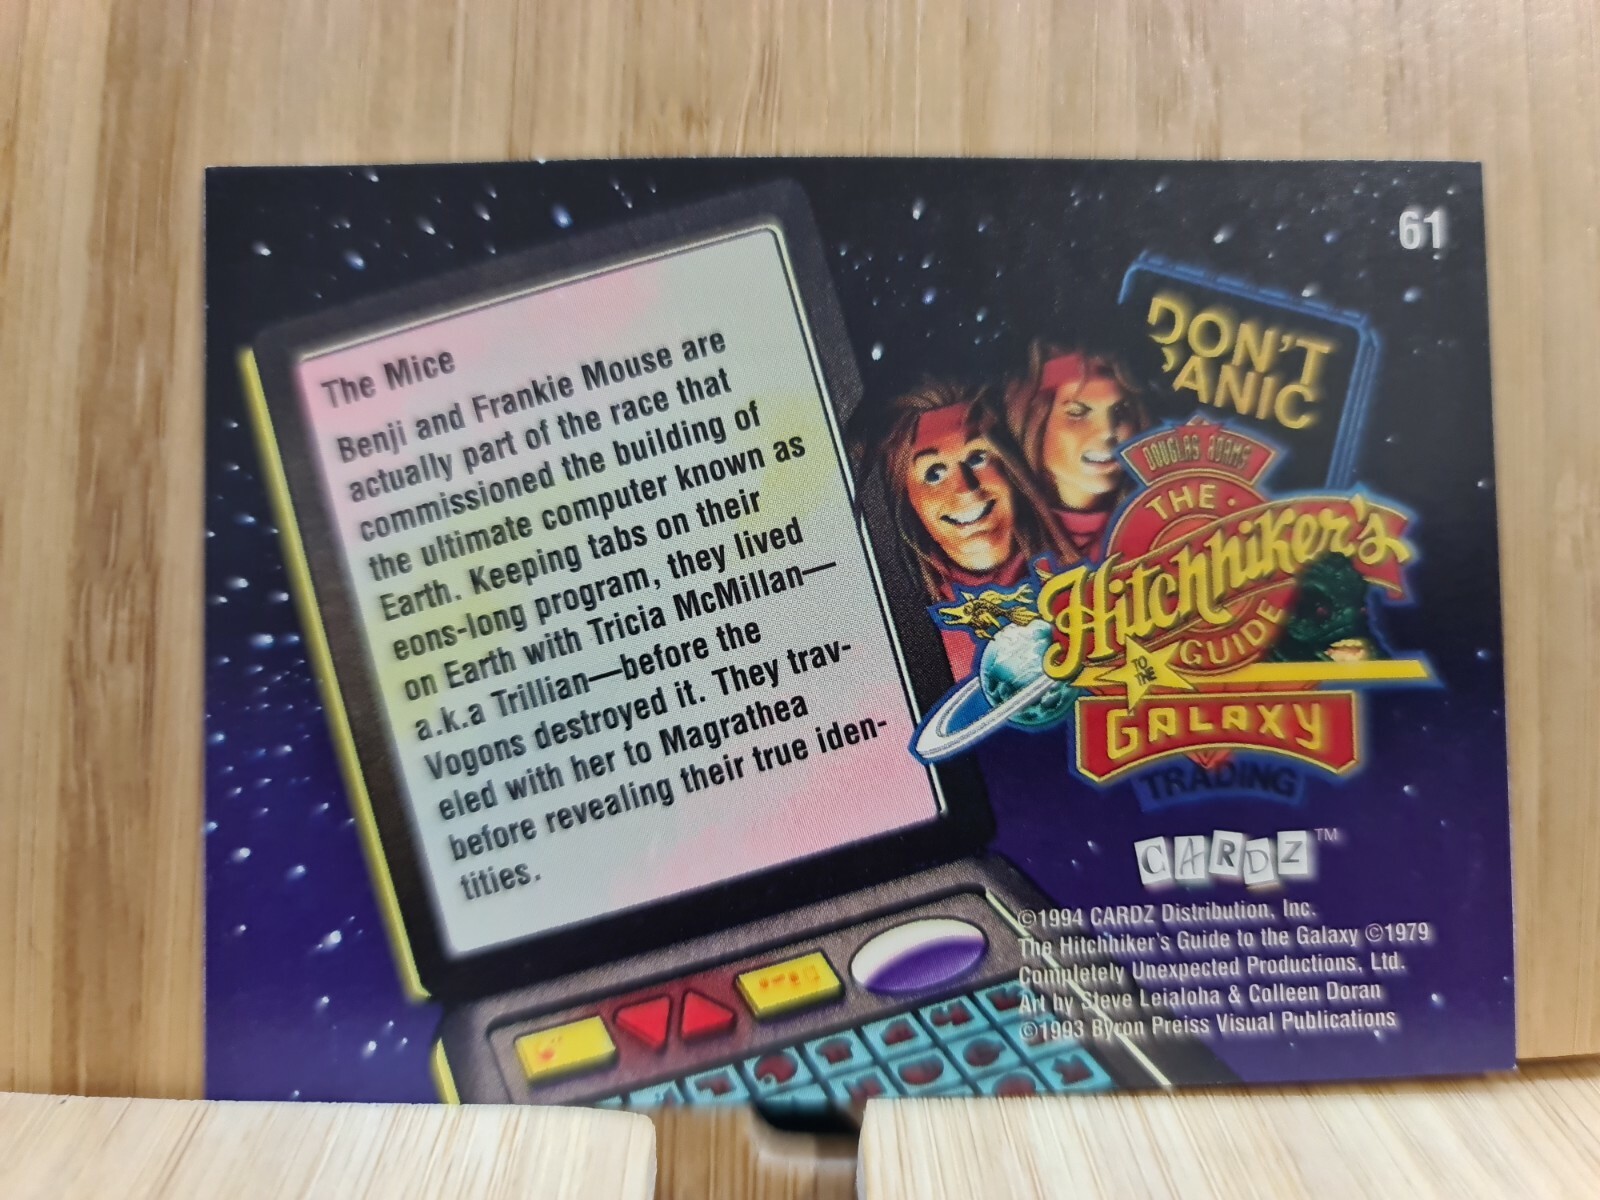 61
The Mice
Benji and Frankie Mouse are
actually part of the race that
commissioned the building of
the ultimate computer known as
Earth. Keeping tabs on their
eons-long program, they lived
on Earth with Tricia McMillan—
a.k.a Trillian—before the
Vogons destroyed it. They trav-
eled with her to Magrathea
before revealing their true iden-
tities.
DON'T
PANIC
DOUGLAS ADAMS
THE
Hitchhiker's
GUIDE
TO THE
GALAXY
TRADING
CARDZ™
©1994 CARDZ Distribution, Inc.
The Hitchhiker's Guide to the Galaxy ©1979
Completely Unexpected Productions, Ltd.
Art by Steve Leialoha & Colleen Doran
©1993 Byron Preiss Visual Publications